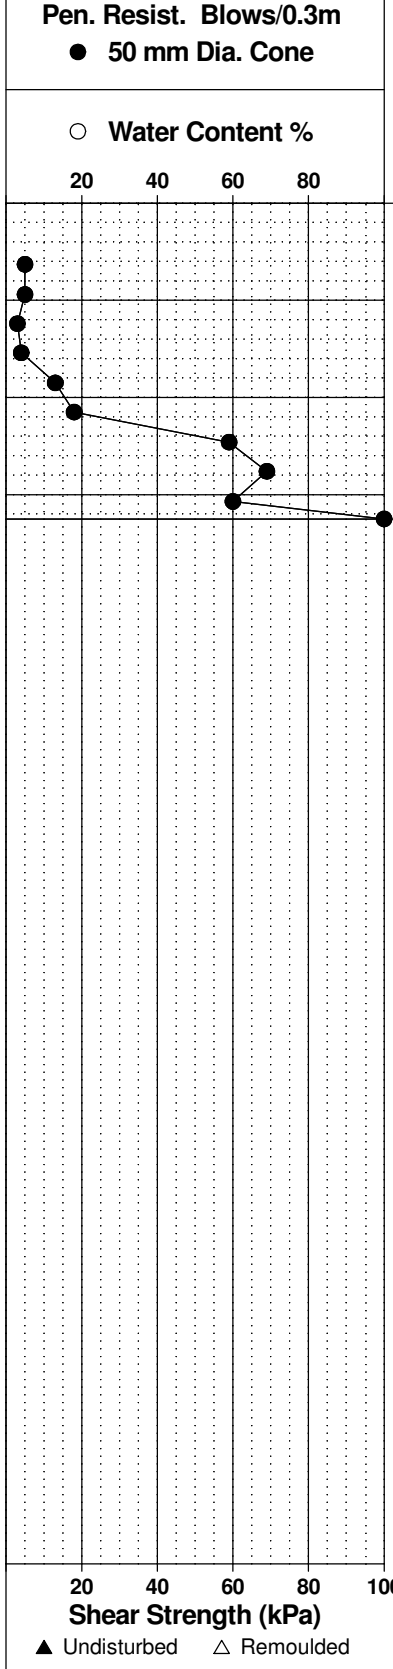 Pen. Resist. Blows/0.3m
● 50 mm Dia. Cone
○ Water Content %
20 40 60 80
20 40 60 80 100
Shear Strength (kPa)
▲ Undisturbed △ Remoulded